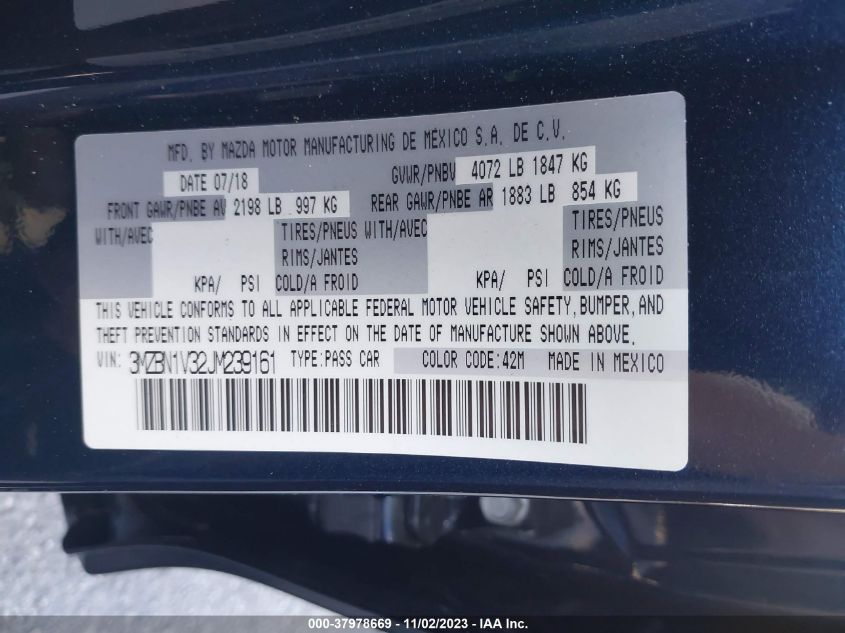 MFD. BY MAZDA MOTOR MANUFACTURING DE MEXICO S.A. DE C.V.
DATE 07/18 GVWR/PNBV 4072 LB 1847 KG
FRONT GAWR/PNBE AV 2198 LB 997 KG REAR GAWR/PNBE AR 1883 LB 854 KG
WITH/AVEC TIRES/PNEUS WITH/AVEC TIRES/PNEUS
RIMS/JANTES RIMS/JANTES
KPA/ PSI COLD/A FROID KPA/ PSI COLD/A FROID
THIS VEHICLE CONFORMS TO ALL APPLICABLE FEDERAL MOTOR VEHICLE SAFETY, BUMPER, AND
THEFT PREVENTION STANDARDS IN EFFECT ON THE DATE OF MANUFACTURE SHOWN ABOVE.
VIN: 3MZBN1V32JM239161 TYPE:PASS CAR COLOR CODE:42M MADE IN MEXICO
000-37978669 - 11/02/2023 - IAA Inc.